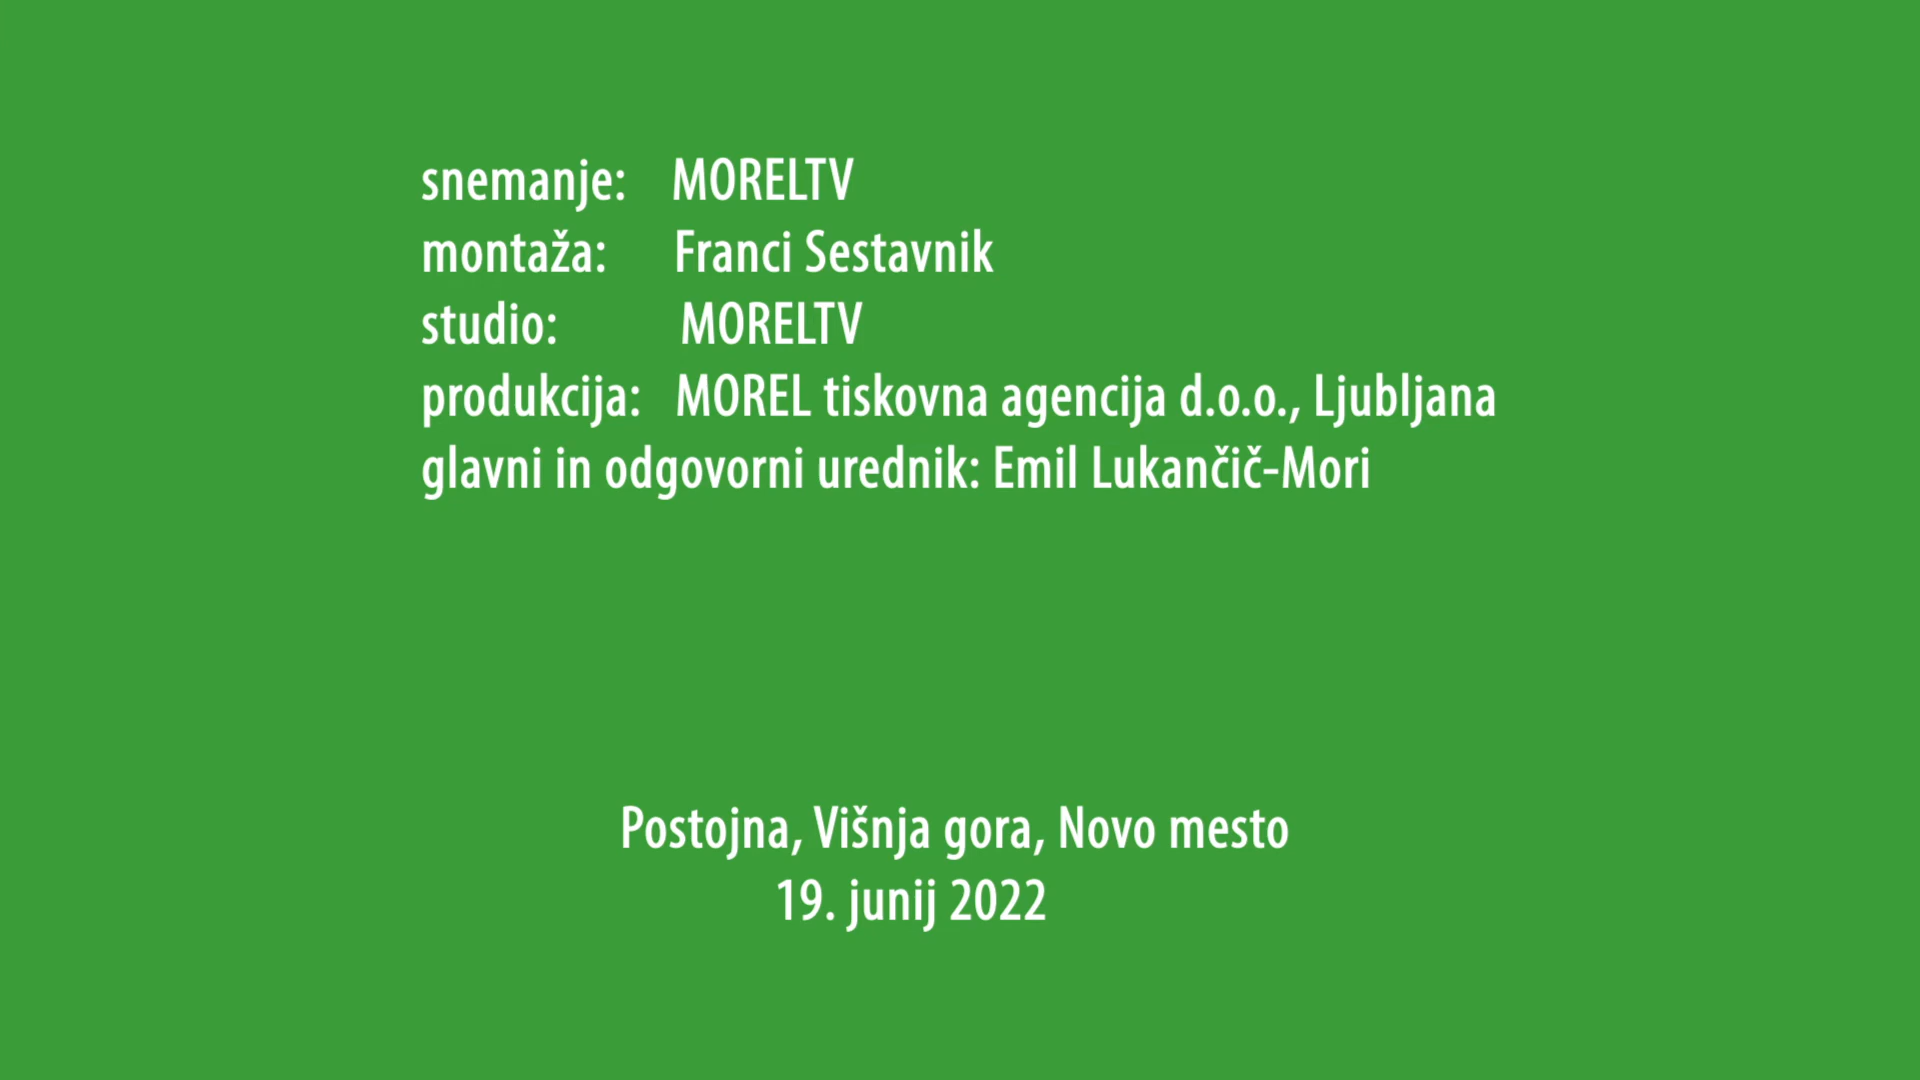 snemanje: MORELTV
montaža: Franci Sestavnik
studio: MORELTV
produkcija: MOREL tiskovna agencija d.o.o., Ljubljana
glavni in odgovorni urednik: Emil Lukančič-Mori
Postojna, Višnja gora, Novo mesto
19. junij 2022